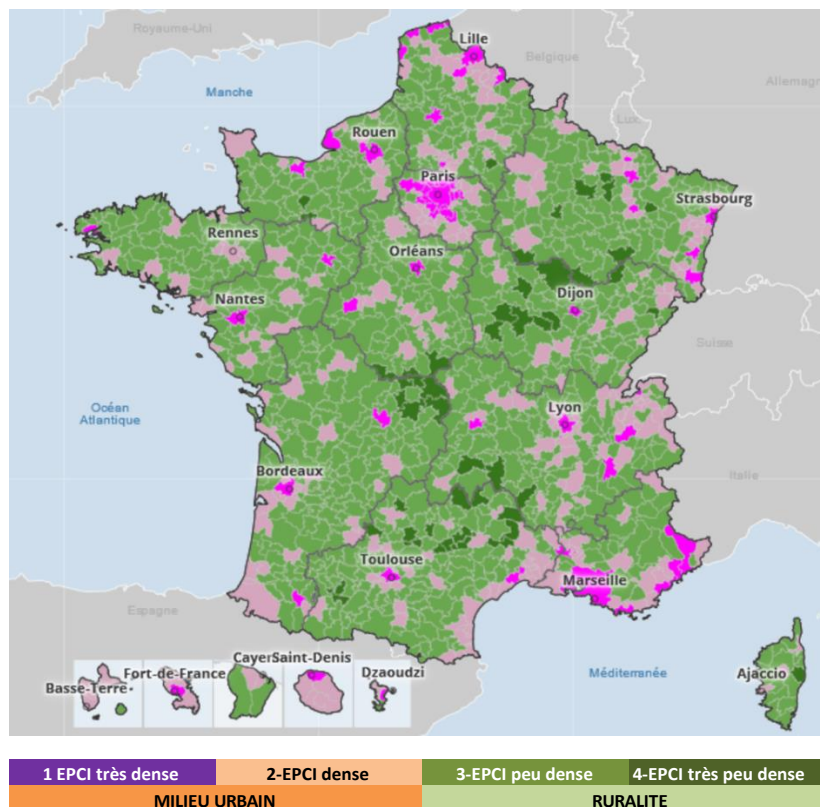 Royaume-Uni
Lille
Belgique
Allemagn
Manche
Lux.
Rouen
Paris
Strasbourg
Rennes
Orléans
Nantes
Dijon
Suisse
Océan
Atlantique
Lyon
Bordeaux
Italie
Toulouse
Marseille
Espagne
Basse-Terre
Fort-de-France
Saint-Denis
Dzaoudzi
Méditerranée
Ajaccio
1 EPCI très dense
2-EPCI dense
3-EPCI peu dense
4-EPCI très peu dense
MILIEU URBAIN
RURALITE